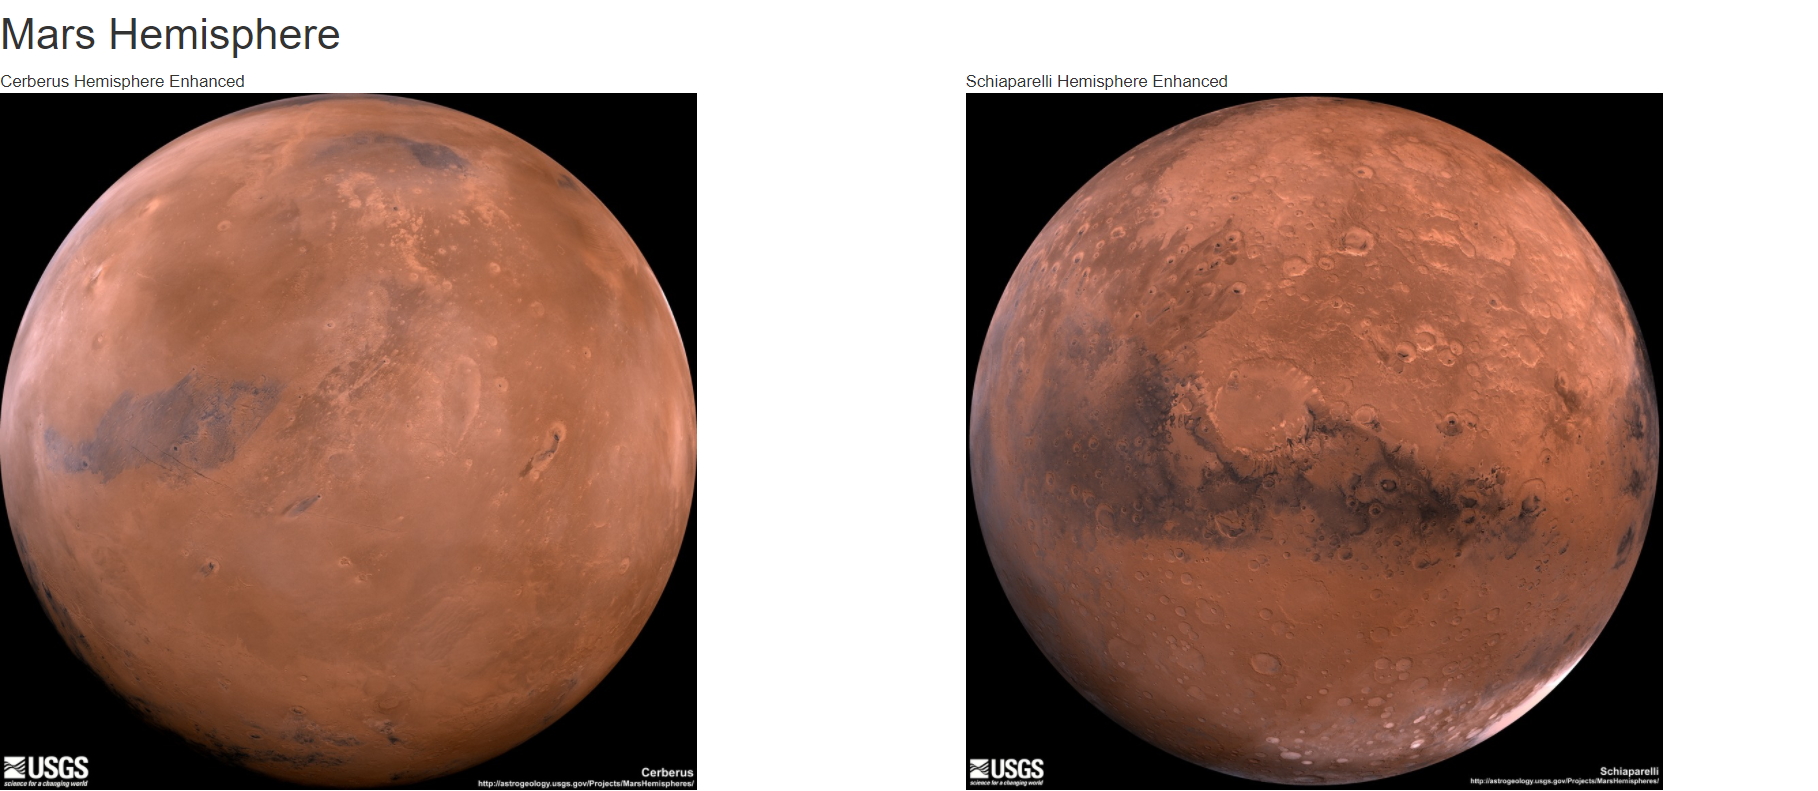 Mars Hemisphere
Cerberus Hemisphere Enhanced
Schiaparelli Hemisphere Enhanced
USGS
science for a changing world
Cerberus
http://astrogeology.usgs.gov/Projects/MarsHemispheres/
USGS
science for a changing world
Schiaparelli
http://astrogeology.usgs.gov/Projects/MarsHemispheres/